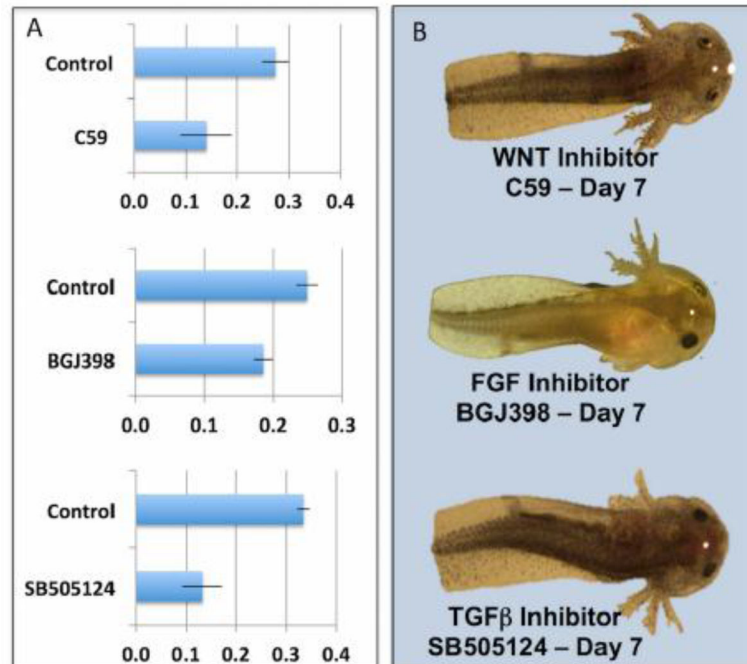 A
Control
C59
0.0 0.1 0.2 0.3 0.4
Control
BGJ398
0.0 0.1 0.2 0.3
Control
SB505124
0.0 0.1 0.2 0.3 0.4
B
WNT Inhibitor
C59 – Day 7
FGF Inhibitor
BGJ398 – Day 7
TGFβ Inhibitor
SB505124 – Day 7